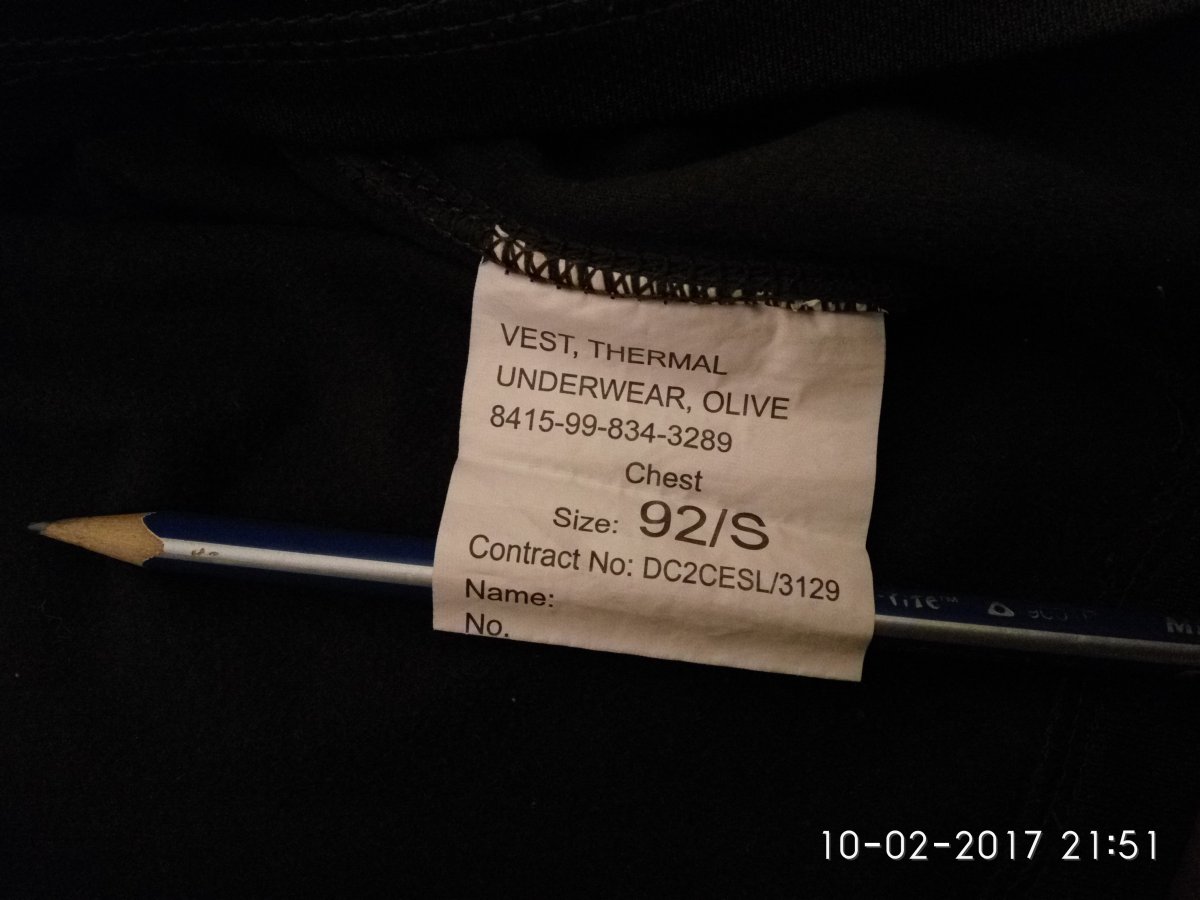 VEST, THERMAL
UNDERWEAR, OLIVE
8415-99-834-3289
Chest
Size: 92/S
Contract No: DC2CESL/3129
Name:
No.
10-02-2017 21:51